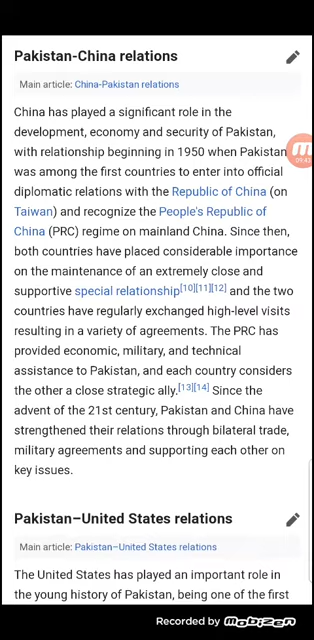 Pakistan-China relations
Main article: China-Pakistan relations
China has played a significant role in the
development, economy and security of Pakistan,
with relationship beginning in 1950 when Pakistan
was among the first countries to enter into official
diplomatic relations with the Republic of China (on
Taiwan) and recognize the People's Republic of
China (PRC) regime on mainland China. Since then,
both countries have placed considerable importance
on the maintenance of an extremely close and
supportive special relationship[10][11][12] and the two
countries have regularly exchanged high-level visits
resulting in a variety of agreements. The PRC has
provided economic, military, and technical
assistance to Pakistan, and each country considers
the other a close strategic ally.[13][14] Since the
advent of the 21st century, Pakistan and China have
strengthened their relations through bilateral trade,
military agreements and supporting each other on
key issues.
Pakistan–United States relations
Main article: Pakistan–United States relations
The United States has played an important role in
the young history of Pakistan, being one of the first
Recorded by mobizen